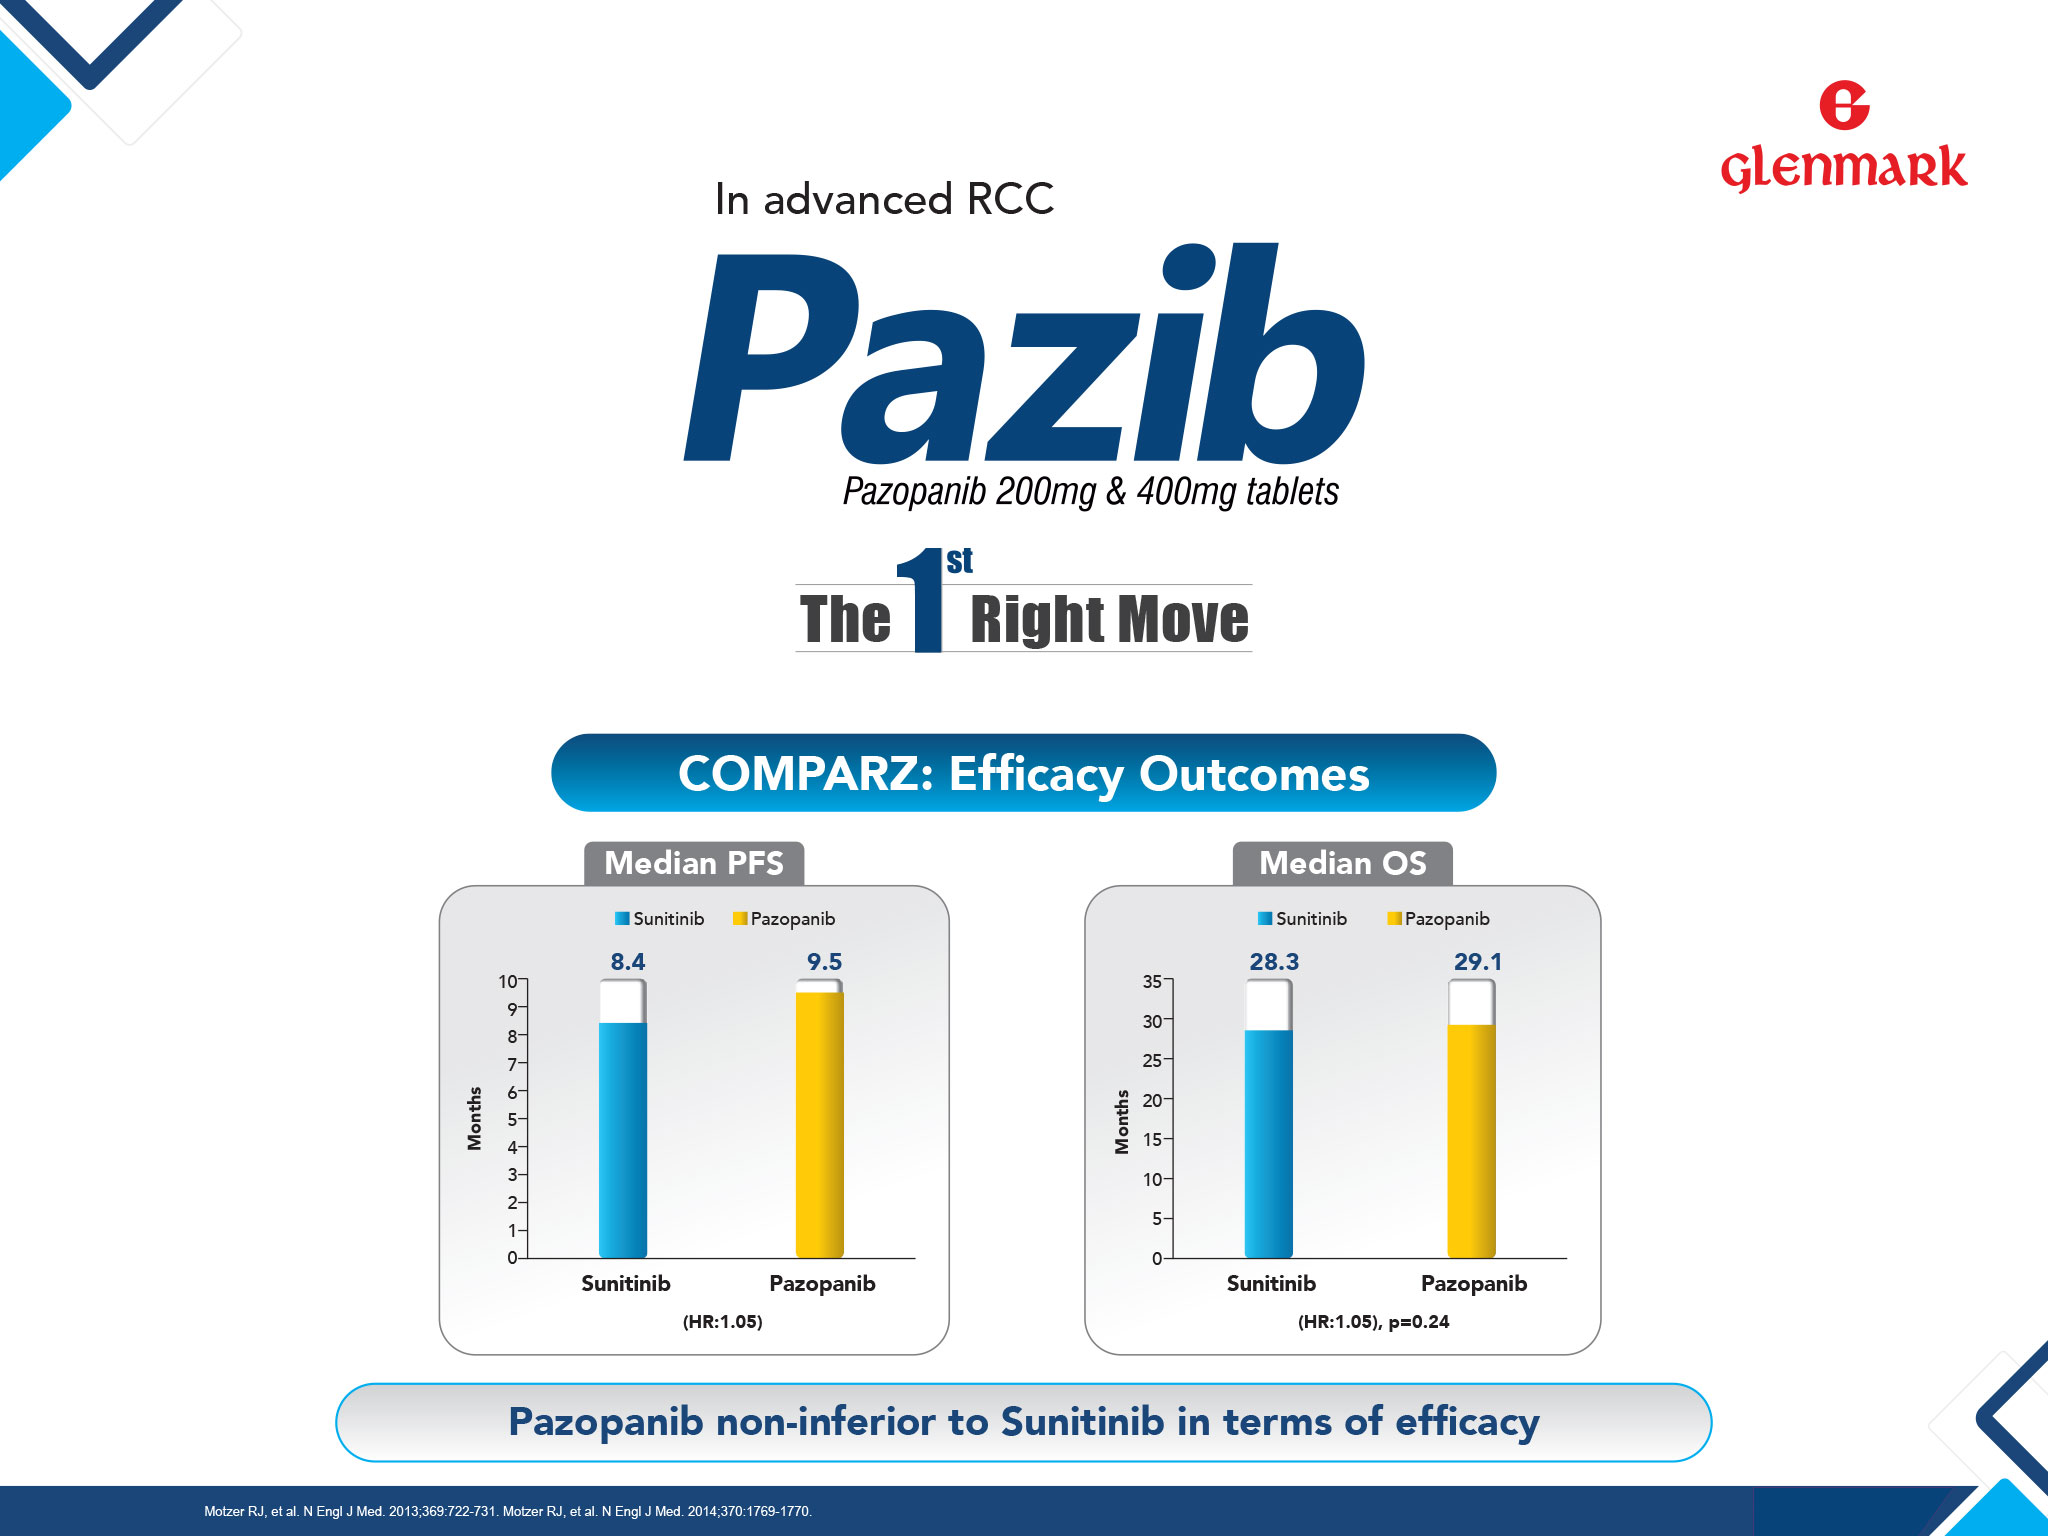 GLENMARK
In advanced RCC
Pazib
Pazopanib 200mg & 400mg tablets
The 1st Right Move
COMPARZ: Efficacy Outcomes
Median PFS
Sunitinib Pazopanib
8.4 9.5
10
9
8
7
6
5
4
3
2
1
0
Months
Sunitinib Pazopanib
(HR:1.05)
Median OS
Sunitinib Pazopanib
28.3 29.1
35
30
25
20
15
10
5
0
Months
Sunitinib Pazopanib
(HR:1.05), p=0.24
Pazopanib non-inferior to Sunitinib in terms of efficacy
Motzer RJ, et al. N Engl J Med. 2013;369:722-731. Motzer RJ, et al. N Engl J Med. 2014;370:1769-1770.